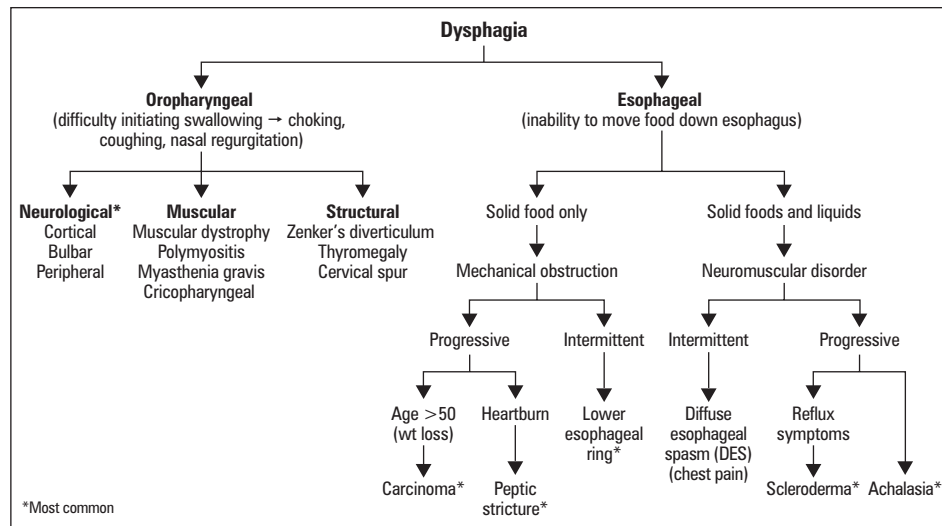 Dysphagia
Oropharyngeal
(difficulty initiating swallowing → choking,
coughing, nasal regurgitation)
Esophageal
(inability to move food down esophagus)
Neurological*
Cortical
Bulbar
Peripheral
Muscular
Muscular dystrophy
Polymyositis
Myasthenia gravis
Cricopharyngeal
Structural
Zenker's diverticulum
Thyromegaly
Cervical spur
Solid food only
Solid foods and liquids
Mechanical obstruction
Neuromuscular disorder
Progressive
Intermittent
Intermittent
Progressive
Age >50
(wt loss)
Heartburn
Lower
esophageal
ring*
Diffuse
esophageal
spasm (DES)
(chest pain)
Reflux
symptoms
Carcinoma*
Peptic
stricture*
Scleroderma*
Achalasia*
*Most common